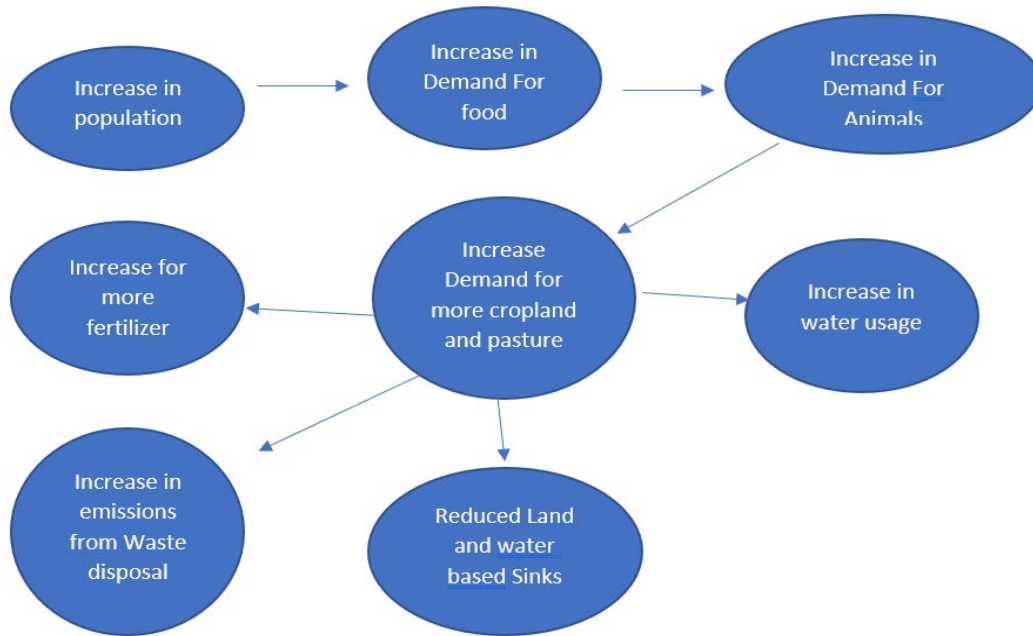 Increase in
population
Increase in
Demand For
food
Increase in
Demand For
Animals
Increase
Demand for
more cropland
and pasture
Increase for
more
fertilizer
Increase in
water usage
Increase in
emissions
from Waste
disposal
Reduced Land
and water
based Sinks